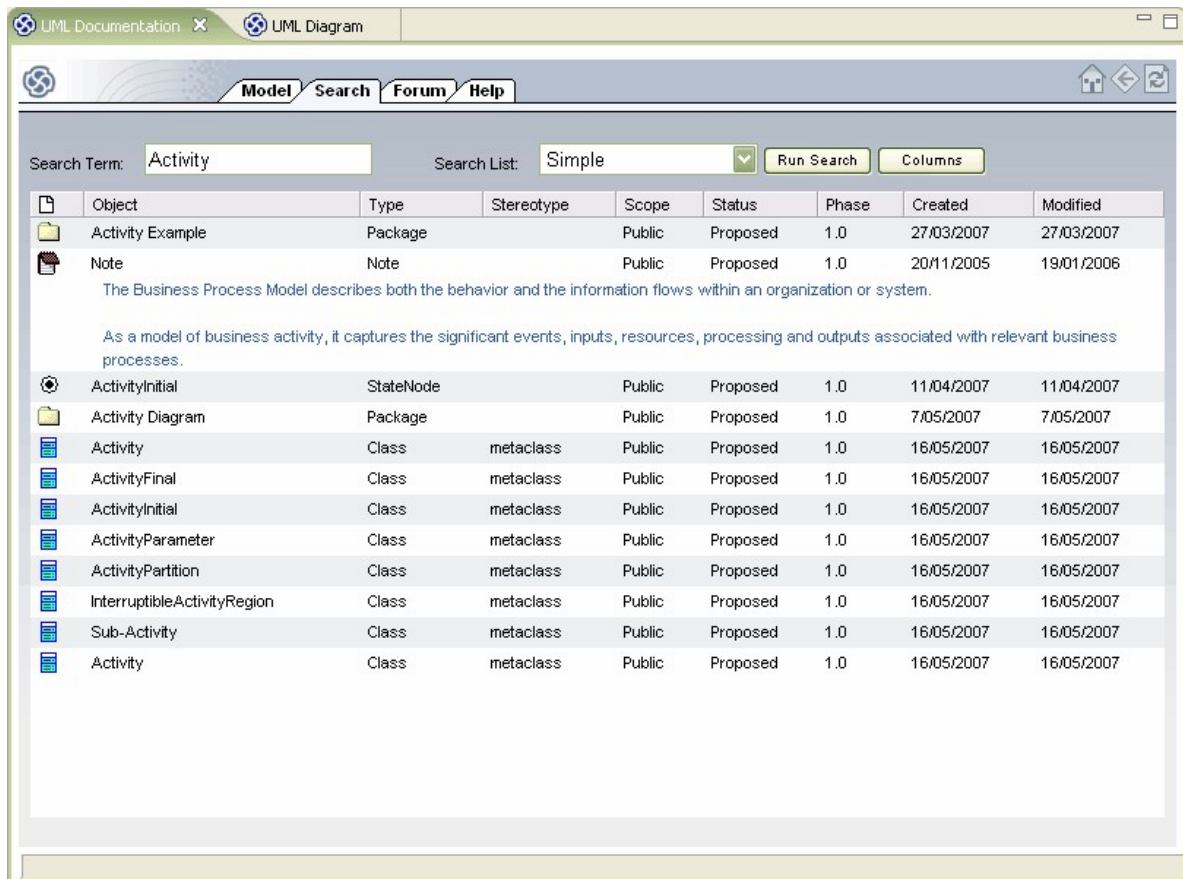 UML Documentation UML Diagram
Model Search Forum Help
Search Term: Activity Search List: Simple Run Search Columns
Object Type Stereotype Scope Status Phase Created Modified
Activity Example Package Public Proposed 1.0 27/03/2007 27/03/2007
Note Note Public Proposed 1.0 20/11/2005 19/01/2006
The Business Process Model describes both the behavior and the information flows within an organization or system.
As a model of business activity, it captures the significant events, inputs, resources, processing and outputs associated with relevant business
processes.
ActivityInitial StateNode Public Proposed 1.0 11/04/2007 11/04/2007
Activity Diagram Package Public Proposed 1.0 7/05/2007 7/05/2007
Activity Class metaclass Public Proposed 1.0 16/05/2007 16/05/2007
ActivityFinal Class metaclass Public Proposed 1.0 16/05/2007 16/05/2007
ActivityInitial Class metaclass Public Proposed 1.0 16/05/2007 16/05/2007
ActivityParameter Class metaclass Public Proposed 1.0 16/05/2007 16/05/2007
ActivityPartition Class metaclass Public Proposed 1.0 16/05/2007 16/05/2007
InterruptibleActivityRegion Class metaclass Public Proposed 1.0 16/05/2007 16/05/2007
Sub-Activity Class metaclass Public Proposed 1.0 16/05/2007 16/05/2007
Activity Class metaclass Public Proposed 1.0 16/05/2007 16/05/2007